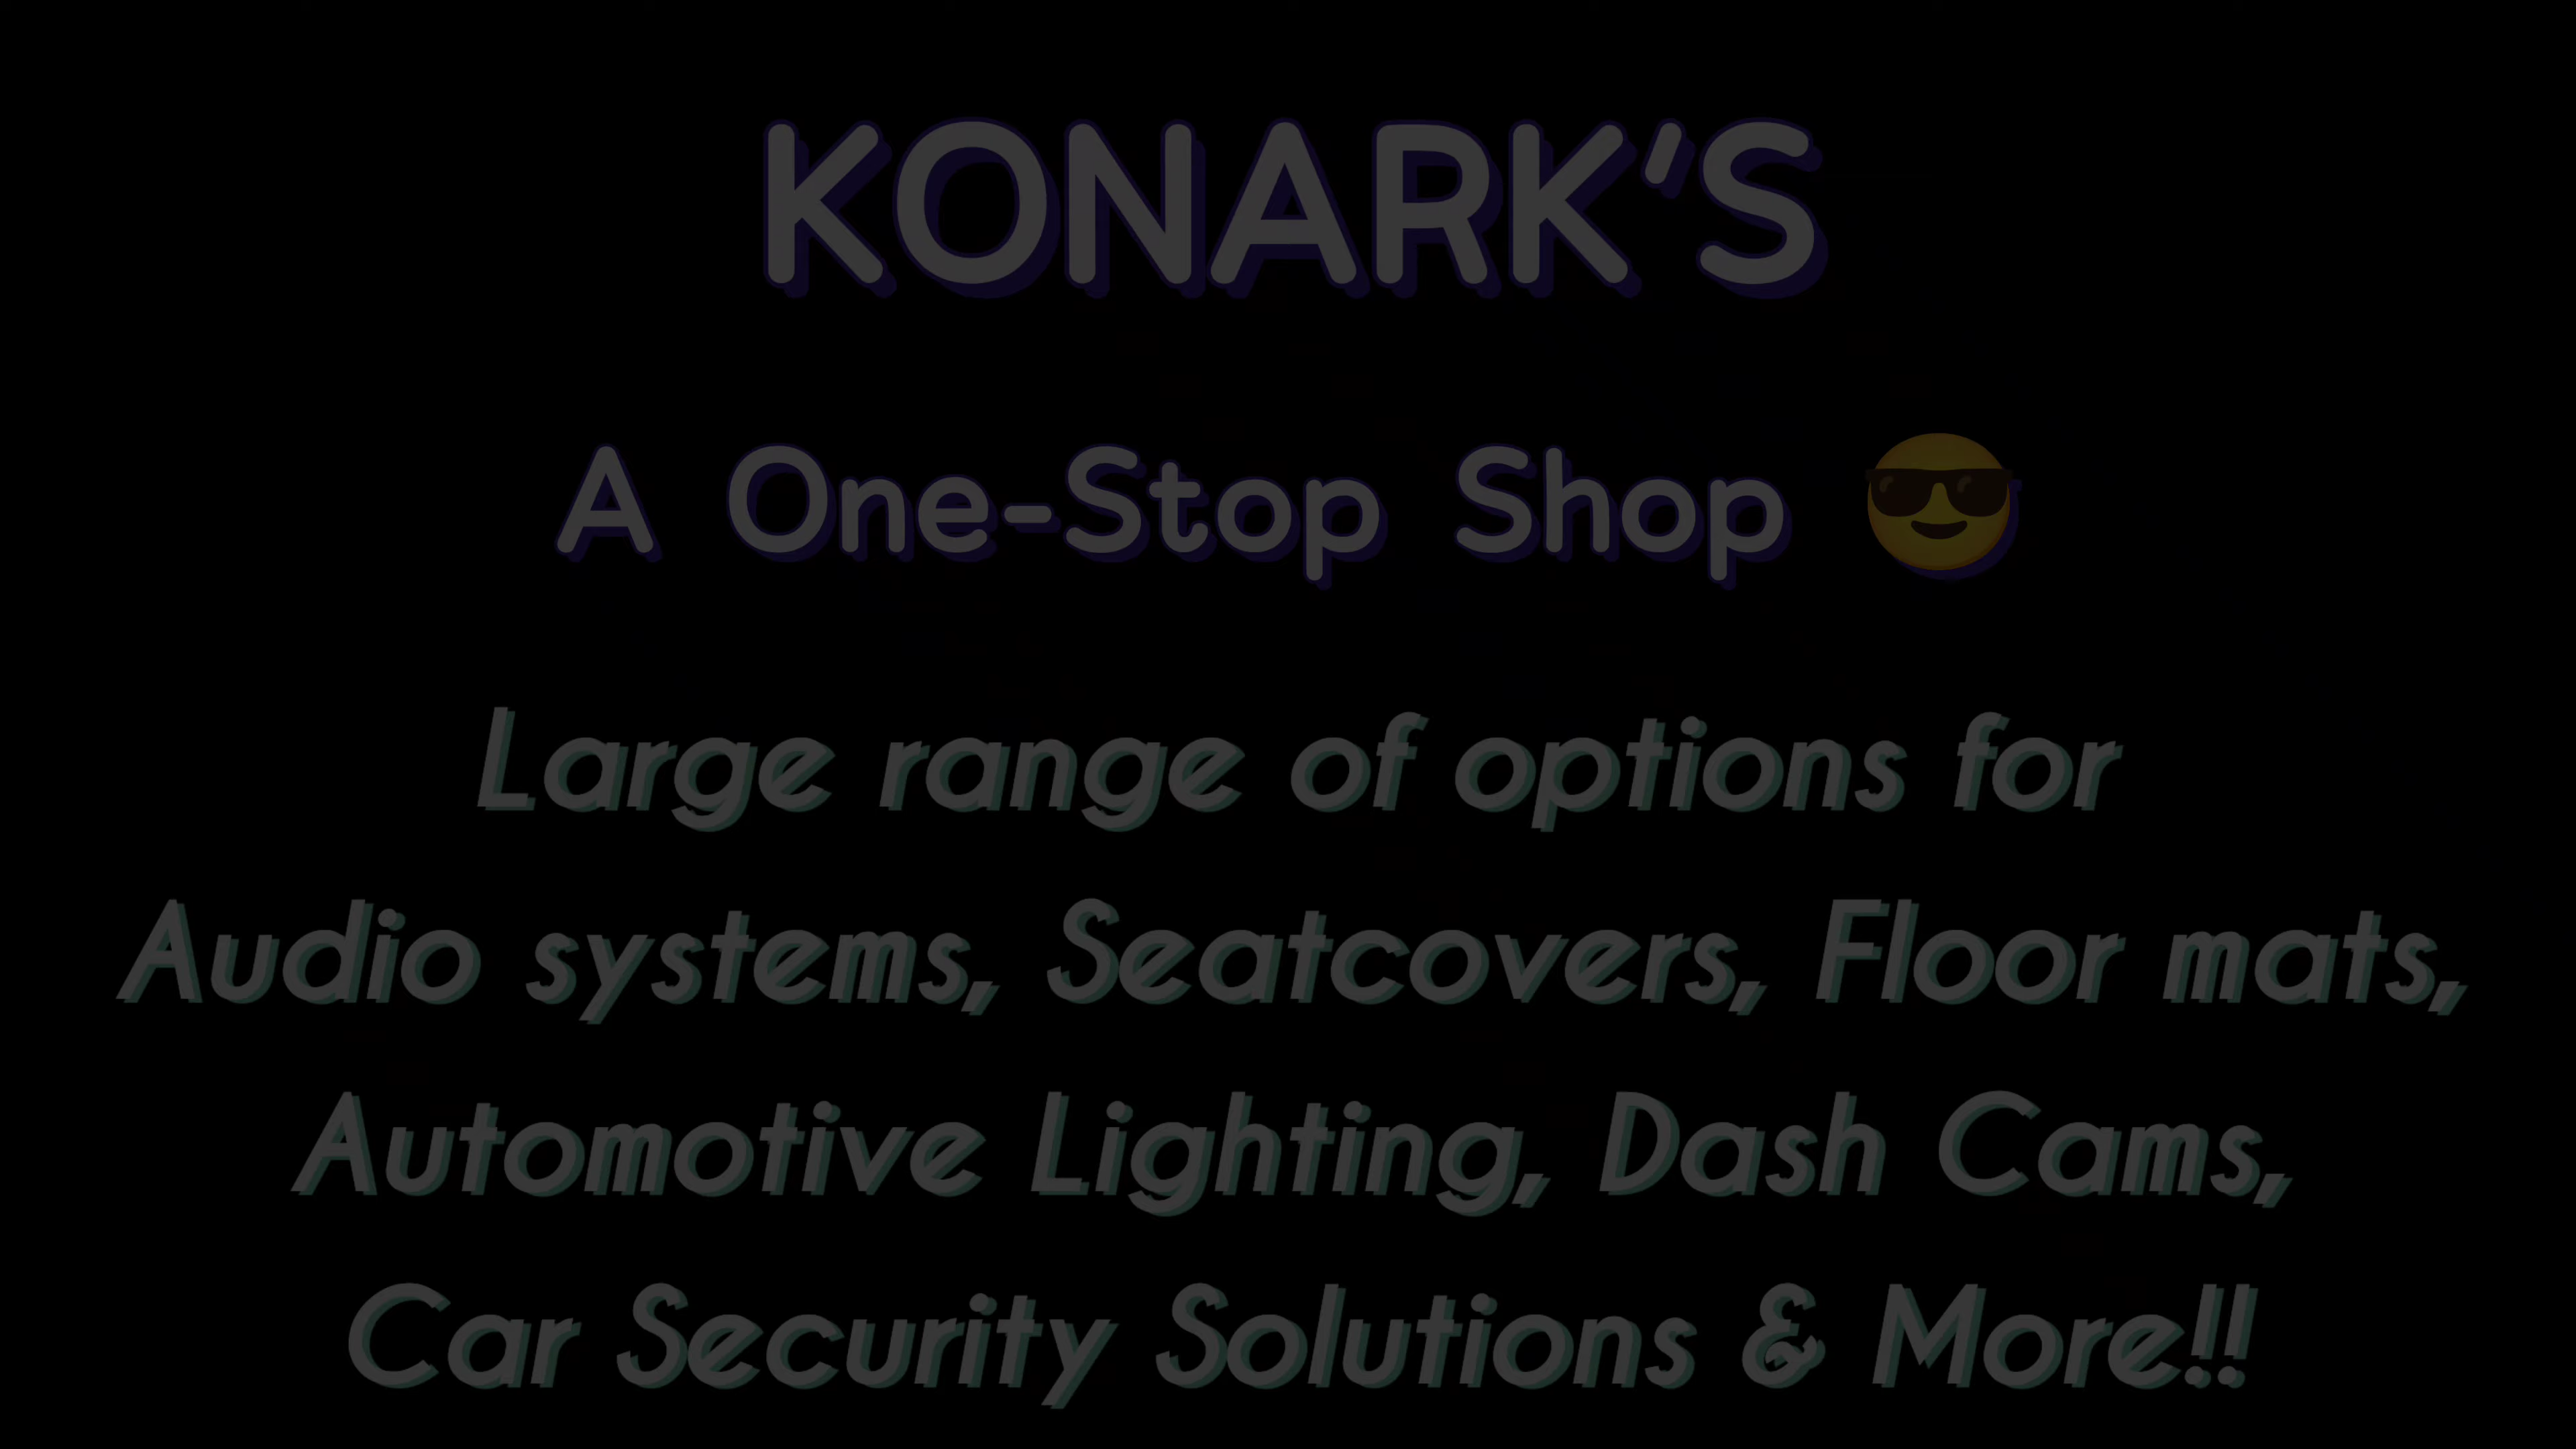 KONARK'S
A One-Stop Shop 😎
Large range of options for
Audio systems, Seatcovers, Floor mats,
Automotive Lighting, Dash Cams,
Car Security Solutions & More!!